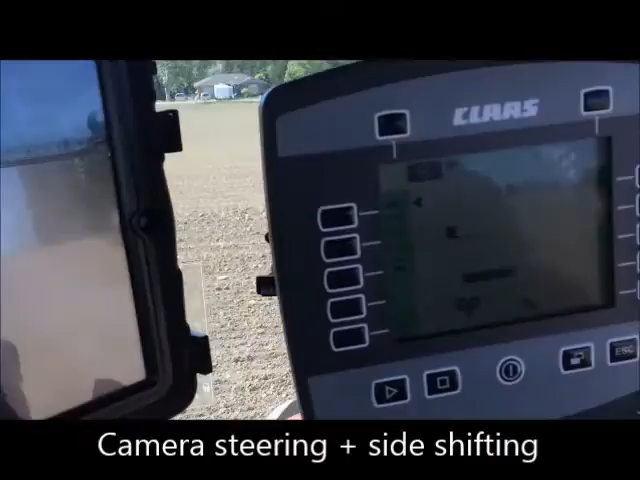 CLAAS
ESC
Camera steering + side shifting